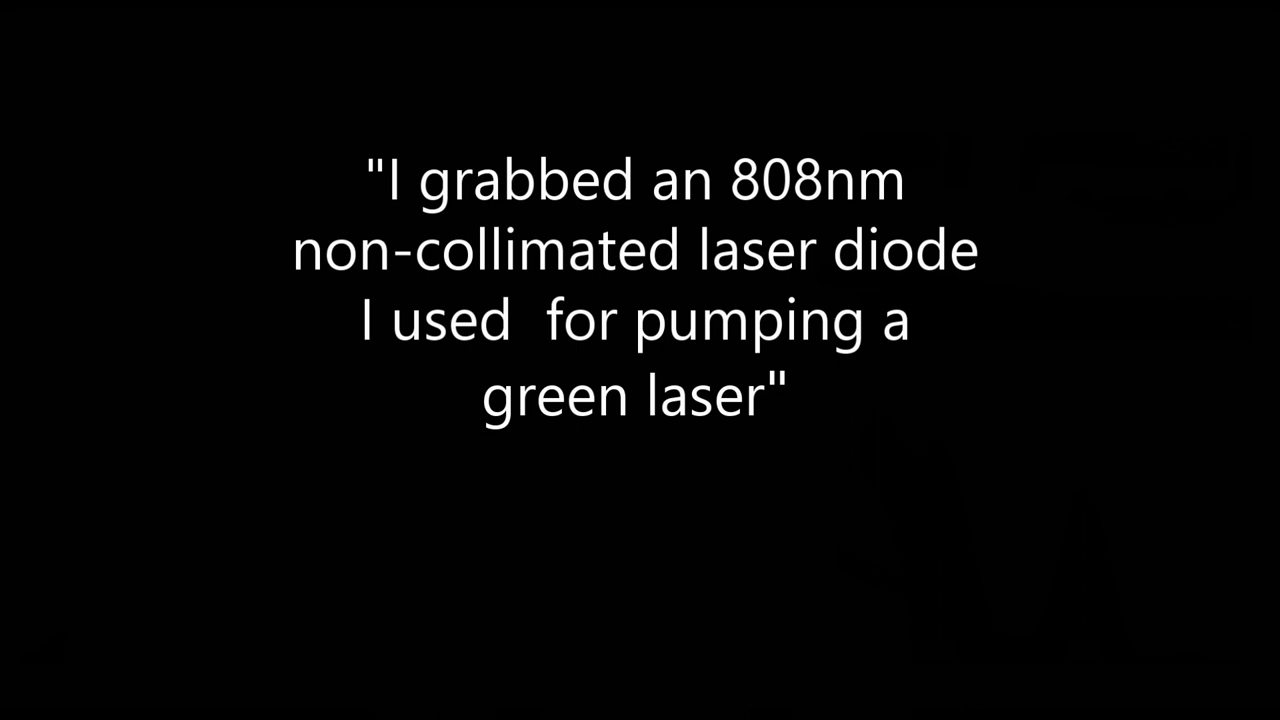 "I grabbed an 808nm
non-collimated laser diode
I used  for pumping a
green laser"